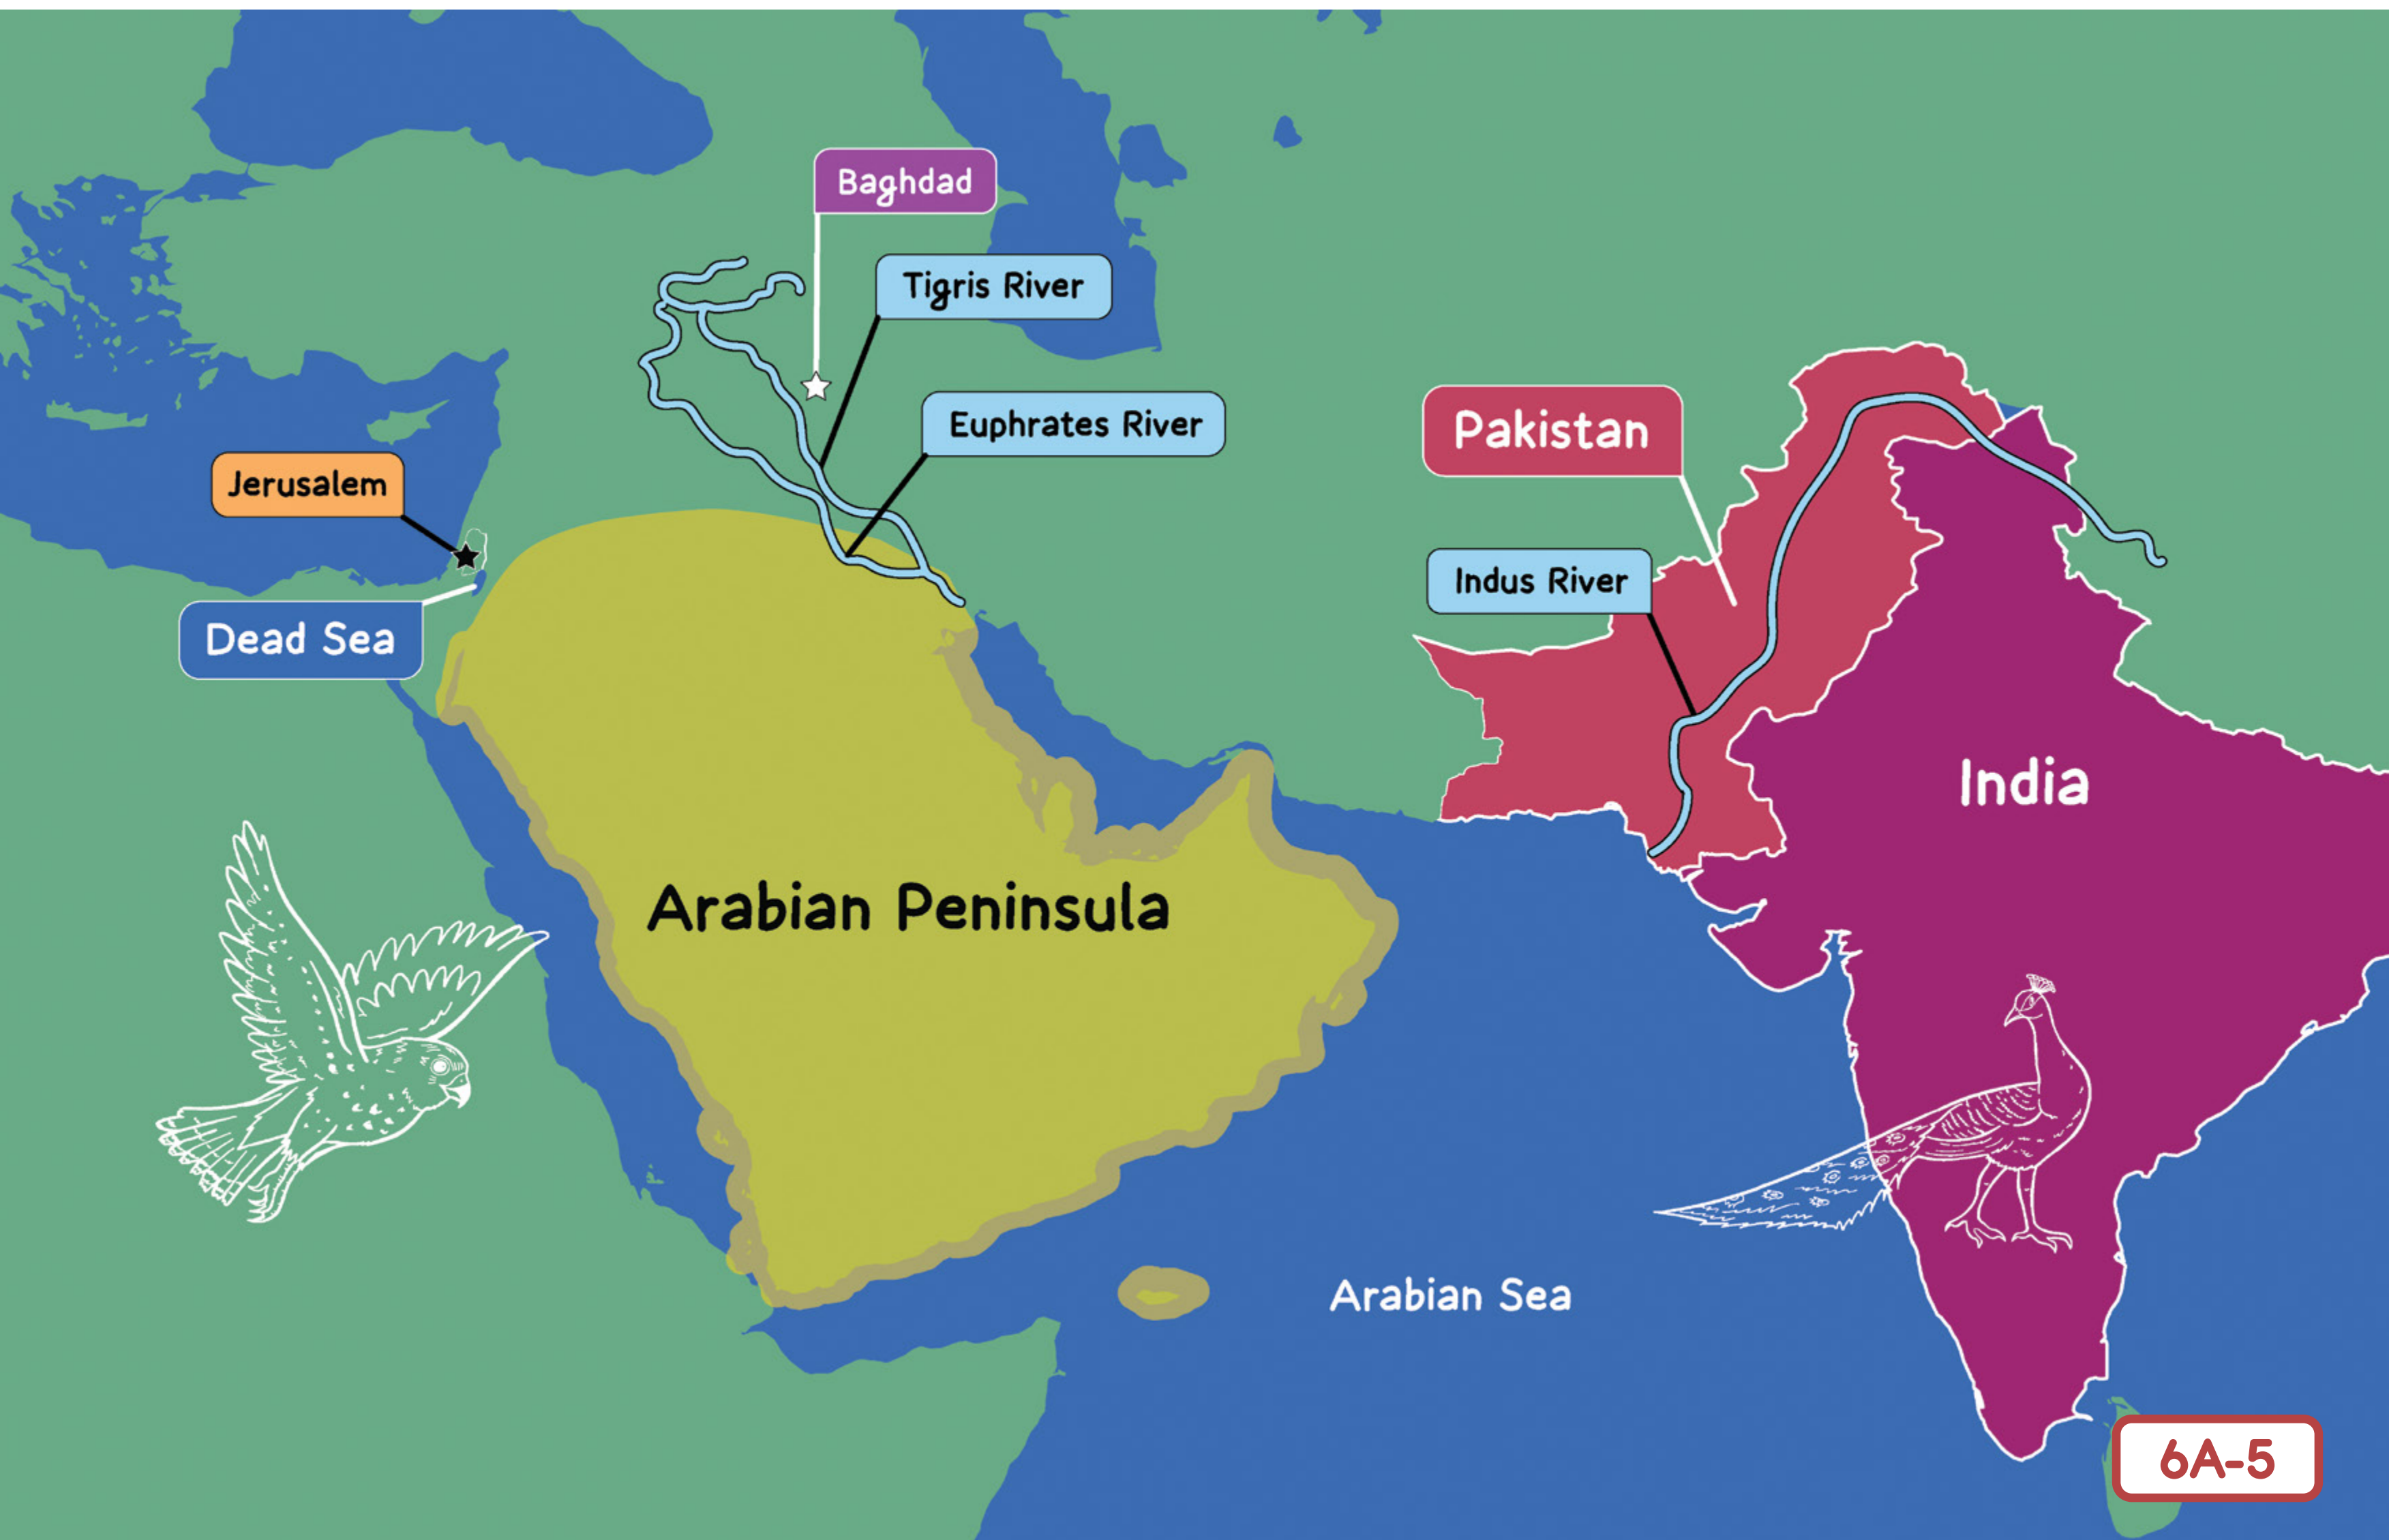 Baghdad
Tigris River
Euphrates River
Pakistan
Jerusalem
Indus River
Dead Sea
India
Arabian Peninsula
Arabian Sea
6A-5